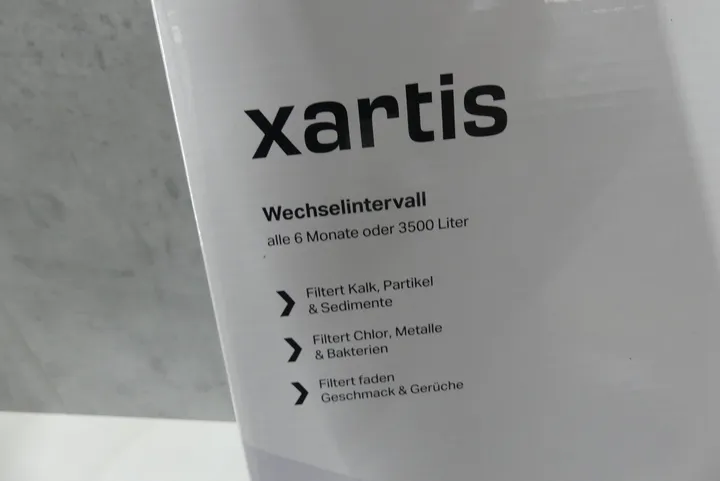 xartis
Wechselintervall
alle 6 Monate oder 3500 Liter
Filtert Kalk, Partikel
& Sedimente
Filtert Chlor, Metalle
& Bakterien
Filtert faden
Geschmack & Gerüche